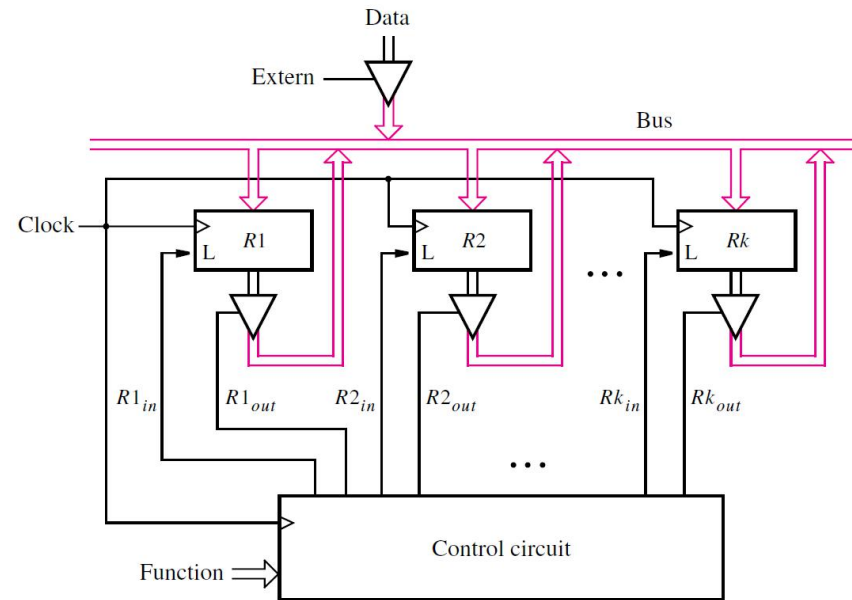 Data
Extern
Bus
Clock
R1
R2
Rk
L
L
L
...
R1in
R1out
R2in
R2out
Rkin
Rkout
...
Control circuit
Function